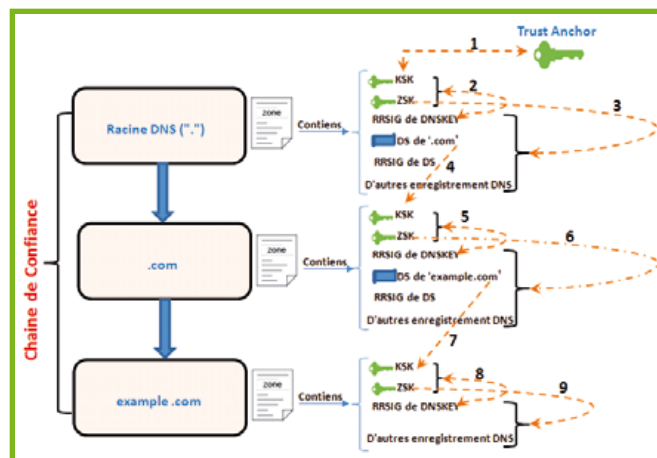 Trust Anchor
1
KSK
2
ZSK
3
RRSIG de DNSKEY
Racine DNS (".")
zone
Contiens
DS de '.com'
4
RRSIG de DS
D'autres enregistrement DNS
Chaine de Confiance
KSK
5
ZSK
6
RRSIG de DNSKEY
.com
zone
Contiens
DS de 'example.com'
RRSIG de DS
D'autres enregistrement DNS
7
KSK
8
ZSK
9
RRSIG de DNSKEY
example .com
zone
Contiens
D'autres enregistrement DNS